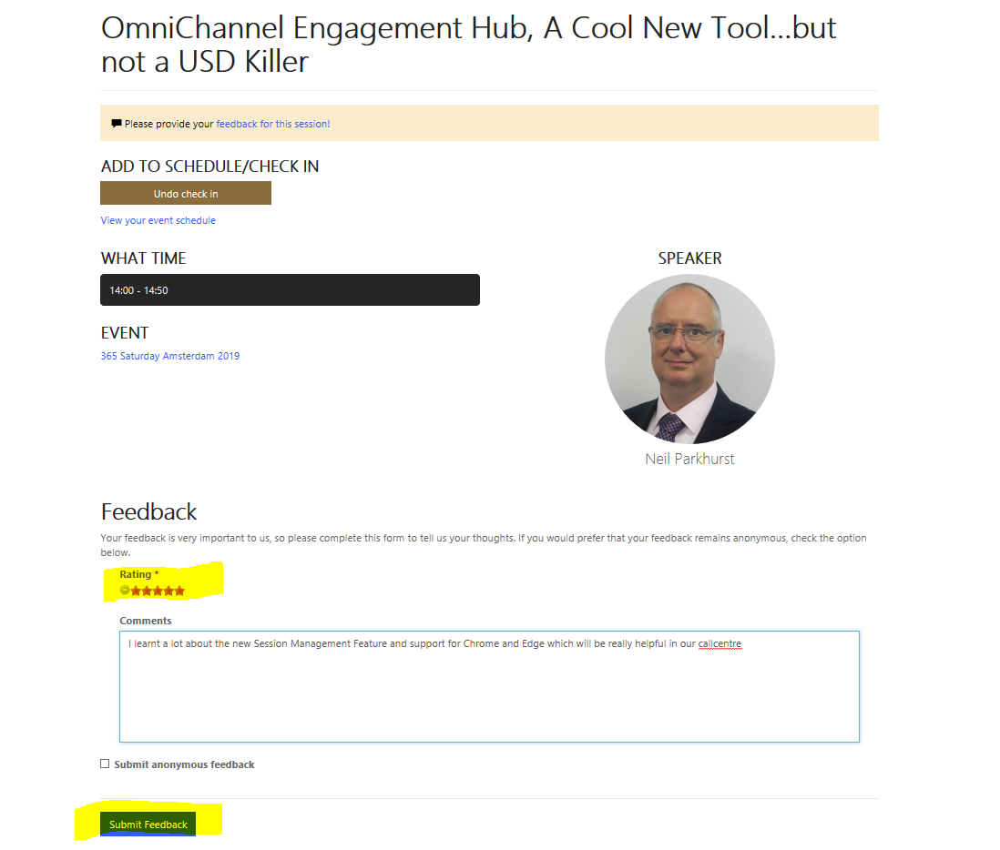 OmniChannel Engagement Hub, A Cool New Tool...but
not a USD Killer
Please provide your feedback for this session!
ADD TO SCHEDULE/CHECK IN
Undo check in
View your event schedule
WHAT TIME
14:00 - 14:50
EVENT
365 Saturday Amsterdam 2019
SPEAKER
Neil Parkhurst
Feedback
Your feedback is very important to us, so please complete this form to tell us your thoughts. If you would prefer that your feedback remains anonymous, check the option
below.
Rating *
Comments
I learnt a lot about the new Session Management Feature and support for Chrome and Edge which will be really helpful in our callcentre
Submit anonymous feedback
Submit Feedback